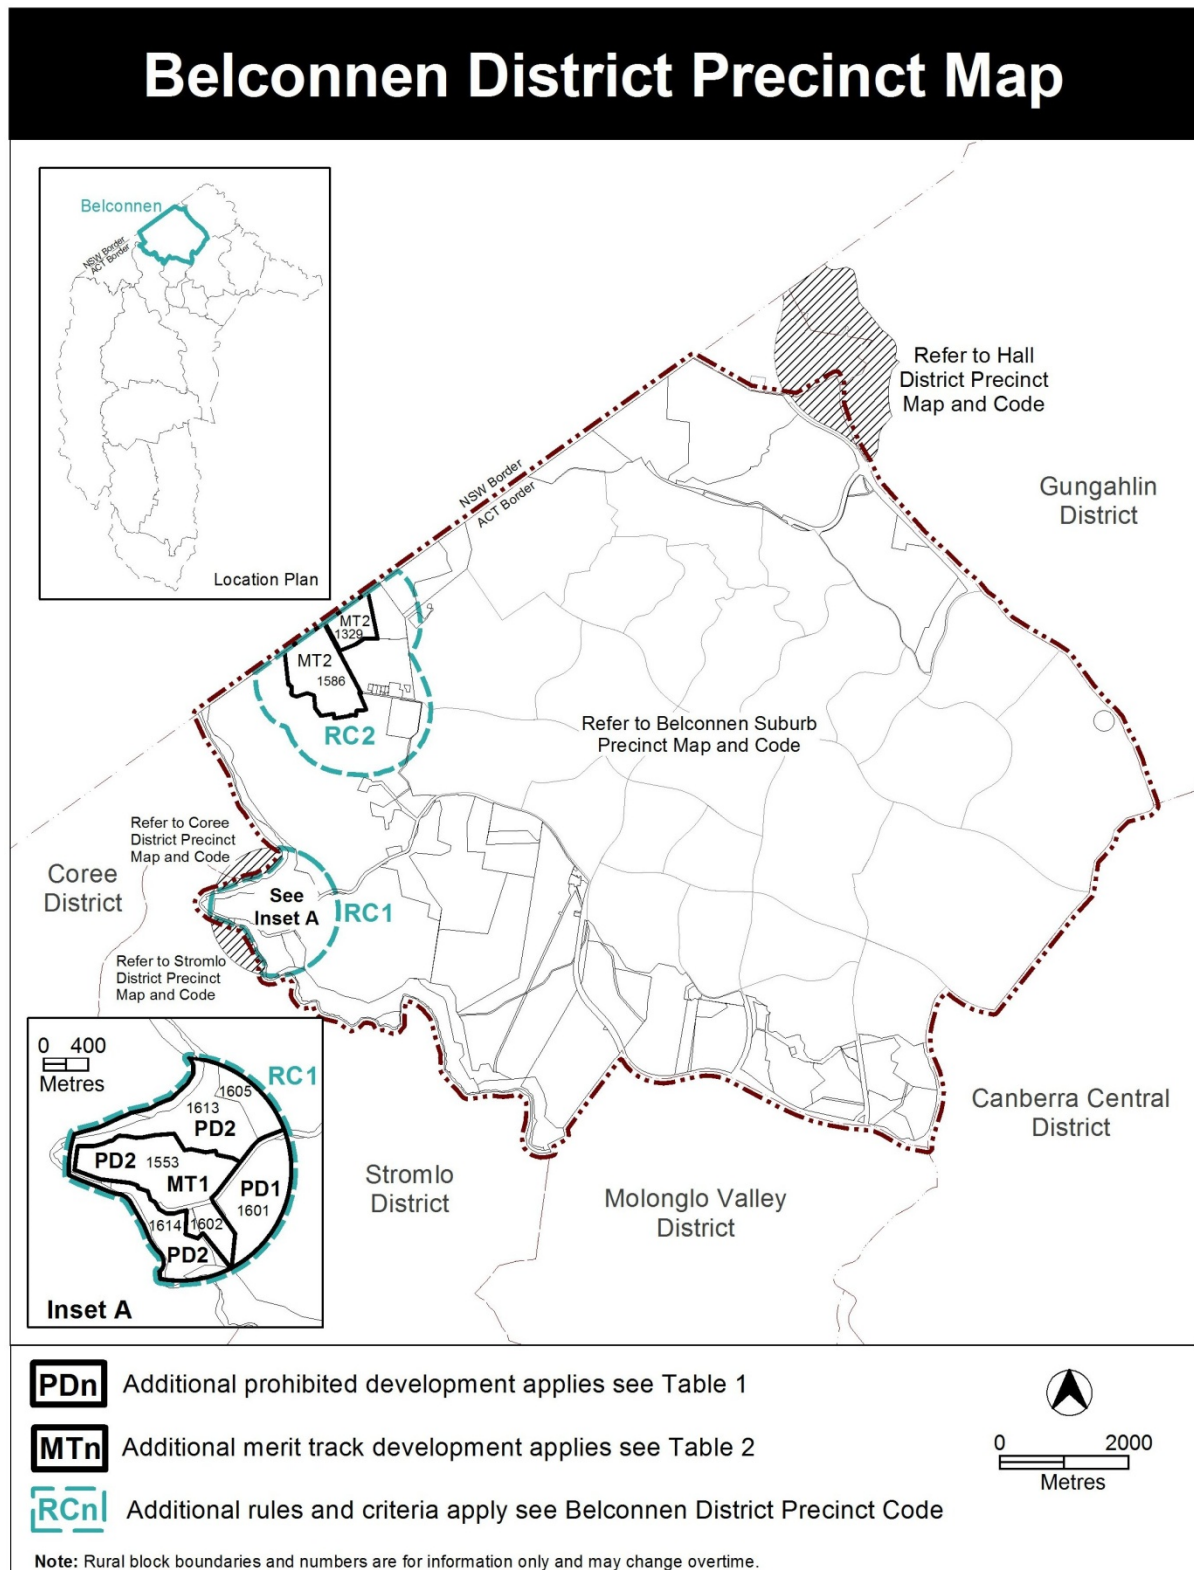 Belconnen District Precinct Map
Belconnen
NSW Border
ACT Border
Location Plan
Refer to Hall
District Precinct
Map and Code
Gungahlin
District
NSW Border
ACT Border
MT2
1329
MT2
1586
RC2
Refer to Belconnen Suburb
Precinct Map and Code
Refer to Coree
District Precinct
Map and Code
Coree
District
See
Inset A
RC1
Refer to Stromlo
District Precinct
Map and Code
0 400
Metres
RC1
1605
1613
PD2
PD2 1553
MT1
PD1
1601
1614
1602
PD2
Inset A
Stromlo
District
Molonglo Valley
District
Canberra Central
District
PDn Additional prohibited development applies see Table 1
MTn Additional merit track development applies see Table 2
RCn Additional rules and criteria apply see Belconnen District Precinct Code
0 2000
Metres
Note: Rural block boundaries and numbers are for information only and may change overtime.